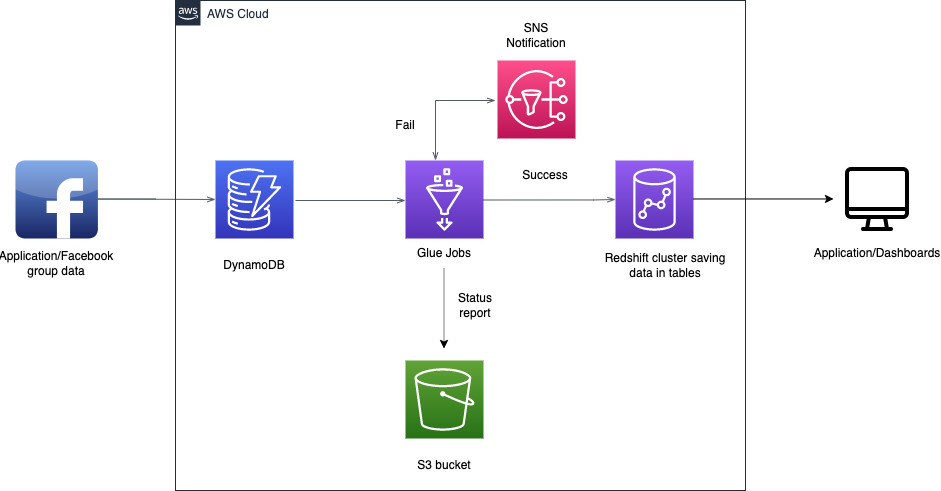 aws
AWS Cloud
SNS
Notification
Fail
Success
Application/Facebook
group data
DynamoDB
Glue Jobs
Redshift cluster saving
data in tables
Application/Dashboards
Status
report
S3 bucket